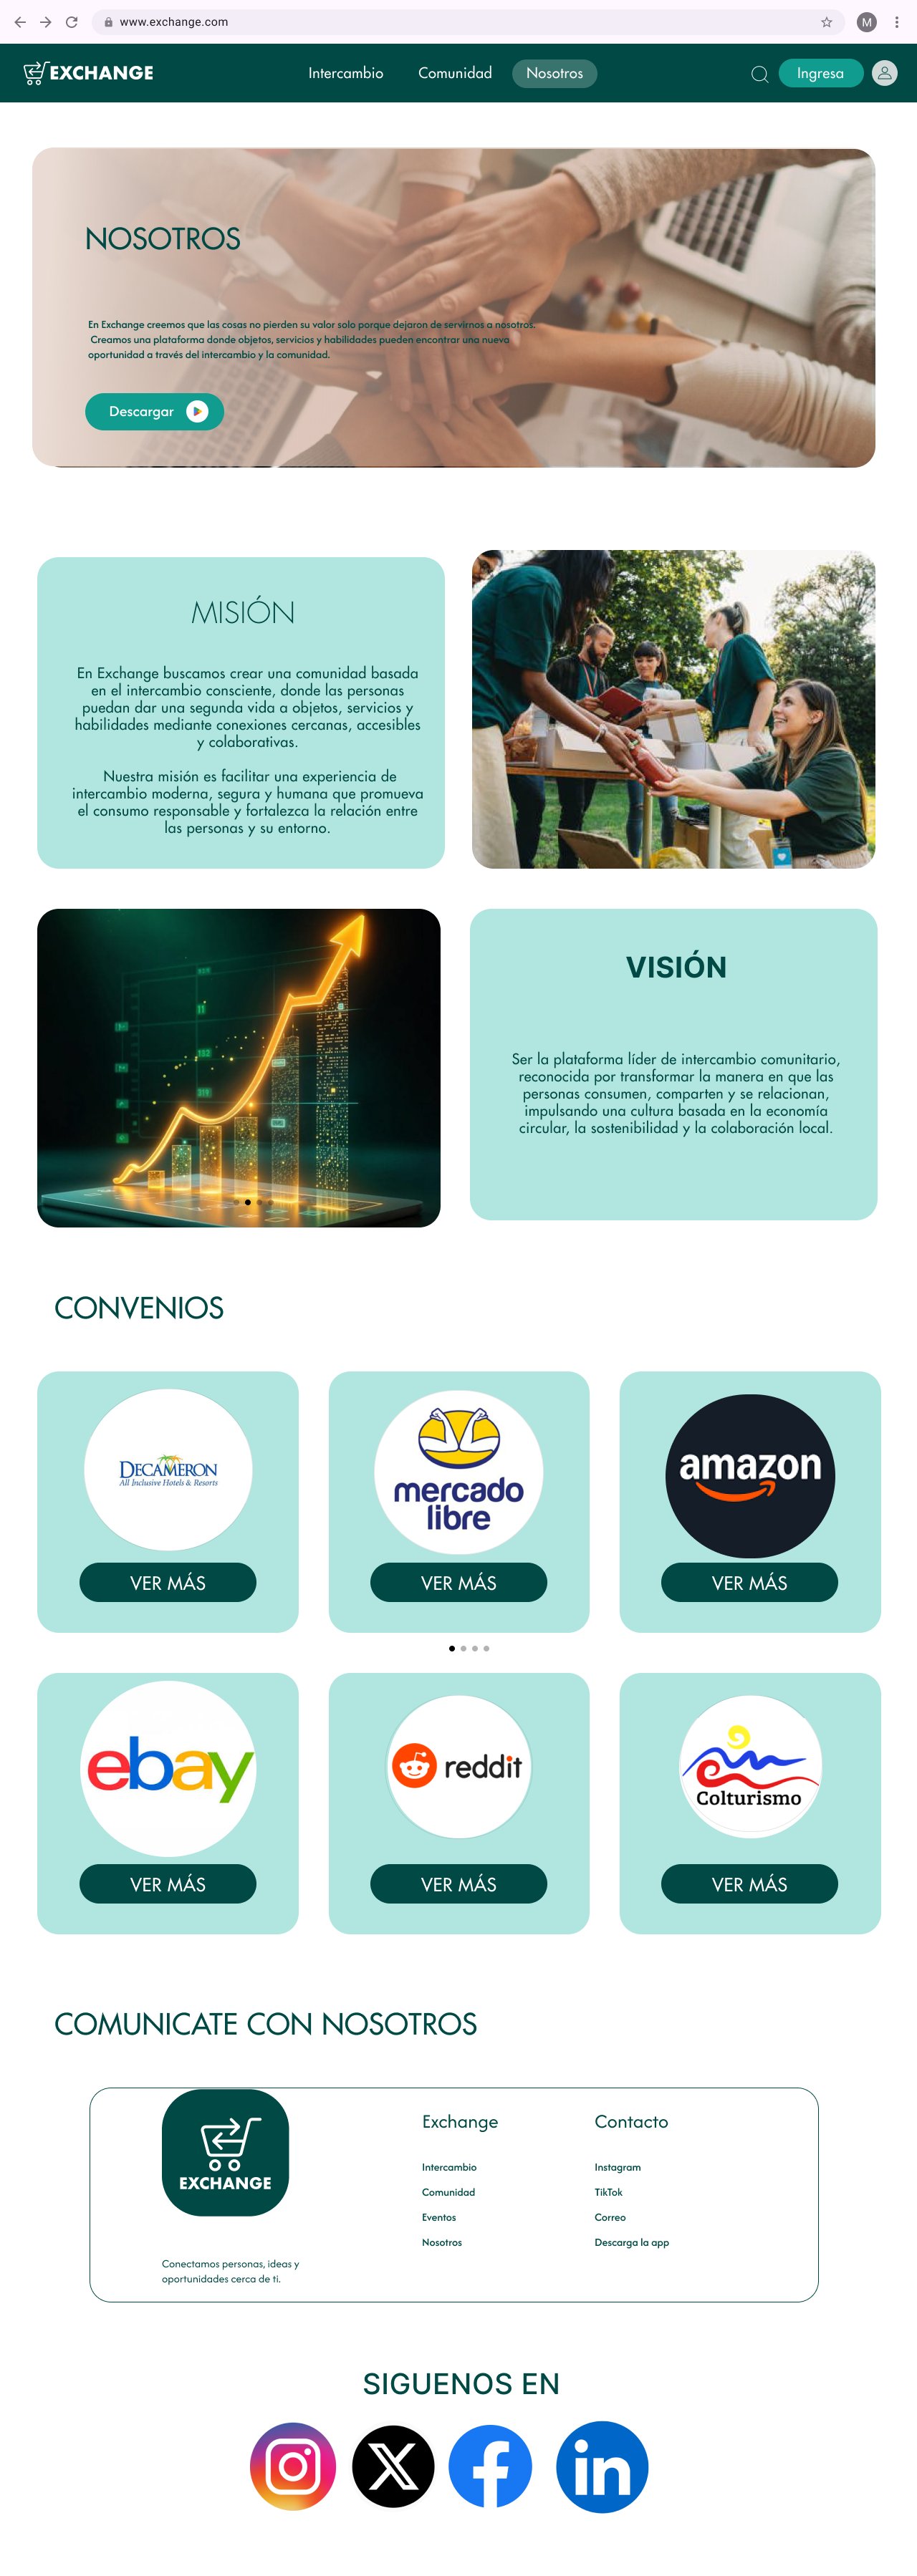 www.exchange.com
M
EXCHANGE
Intercambio
Comunidad
Nosotros
Ingresa
NOSOTROS
En Exchange creemos que las cosas no pierden su valor solo porque dejaron de servirnos a nosotros.
Creamos una plataforma donde objetos, servicios y habilidades pueden encontrar una nueva
oportunidad a través del intercambio y la comunidad.
Descargar
MISIÓN
En Exchange buscamos crear una comunidad basada
en el intercambio consciente, donde las personas
puedan dar una segunda vida a objetos, servicios y
habilidades mediante conexiones cercanas, accesibles
y colaborativas.
Nuestra misión es facilitar una experiencia de
intercambio moderna, segura y humana que promueva
el consumo responsable y fortalezca la relación entre
las personas y su entorno.
VISIÓN
Ser la plataforma líder de intercambio comunitario,
reconocida por transformar la manera en que las
personas consumen, comparten y se relacionan,
impulsando una cultura basada en la economía
circular, la sostenibilidad y la colaboración local.
CONVENIOS
DECAMERON
All Inclusive Hotels & Resorts
VER MÁS
mercado
libre
VER MÁS
amazon
VER MÁS
ebay
VER MÁS
reddit
VER MÁS
Colturismo
VER MÁS
COMUNICATE CON NOSOTROS
EXCHANGE
Conectamos personas, ideas y
oportunidades cerca de ti.
Exchange
Intercambio
Comunidad
Eventos
Nosotros
Contacto
Instagram
TikTok
Correo
Descarga la app
SIGUENOS EN
X
f
in